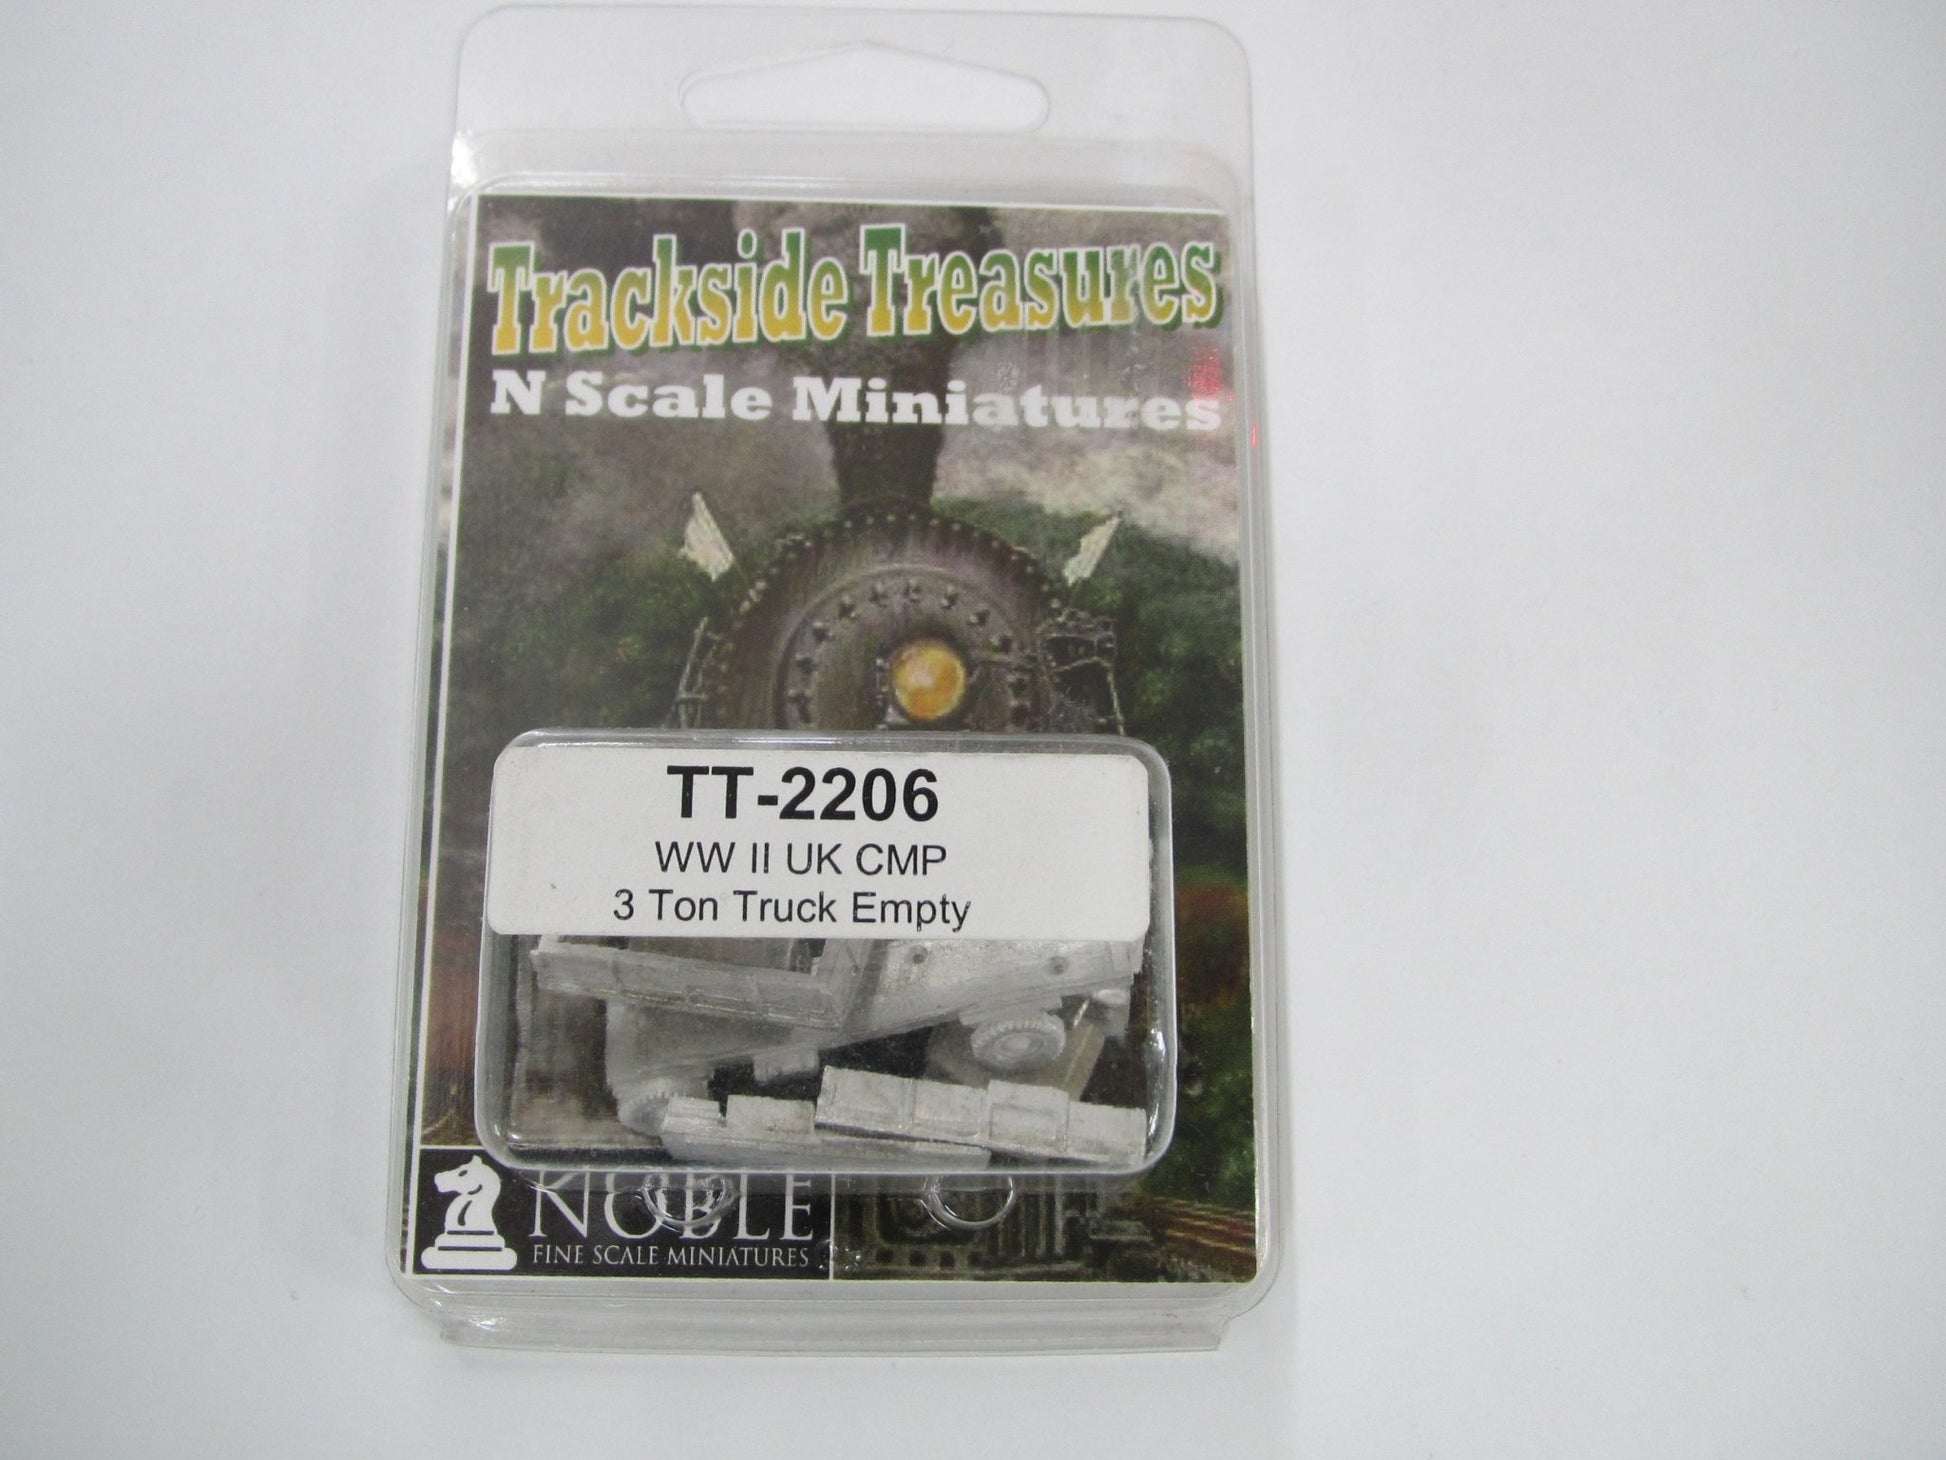 Trackside Treasures
N Scale Miniatures
TT-2206
WW II UK CMP
3 Ton Truck Empty
NOBLE
FINE SCALE MINIATURES